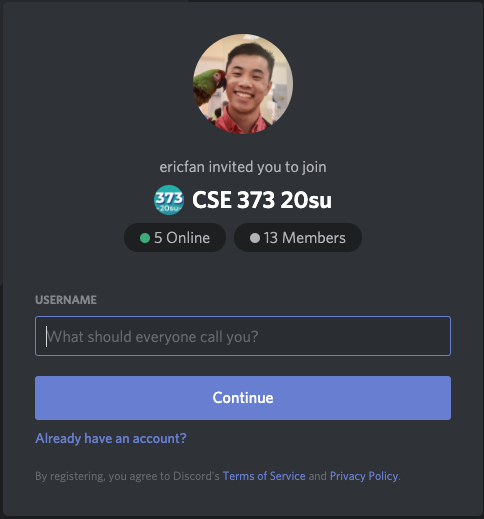 ericfan invited you to join
373
20su
CSE 373 20su
5 Online
13 Members
USERNAME
What should everyone call you?
Continue
Already have an account?
By registering, you agree to Discord's Terms of Service and Privacy Policy.